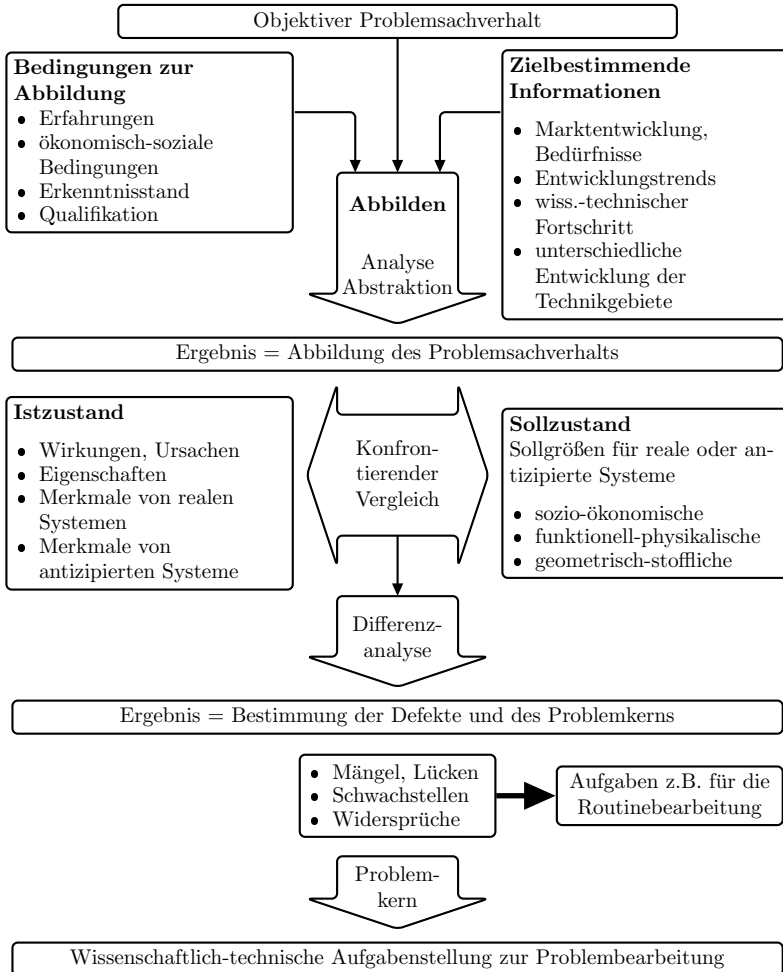 Objektiver Problemsachverhalt
Bedingungen zur
Abbildung
• Erfahrungen
• ökonomisch-soziale
Bedingungen
• Erkenntnisstand
• Qualifikation
Zielbestimmende
Informationen
• Marktentwicklung,
Bedürfnisse
• Entwicklungstrends
• wiss.-technischer
Fortschritt
• unterschiedliche
Entwicklung der
Technikgebiete
Abbilden
Analyse
Abstraktion
Ergebnis = Abbildung des Problemsachverhalts
Istzustand
• Wirkungen, Ursachen
• Eigenschaften
• Merkmale von realen
Systemen
• Merkmale von
antizipierten Systeme
Konfron-
tierender
Vergleich
Sollzustand
Sollgrößen für reale oder an-
tizipierte Systeme
• sozio-ökonomische
• funktionell-physikalische
• geometrisch-stoffliche
Differenz-
analyse
Ergebnis = Bestimmung der Defekte und des Problemkerns
• Mängel, Lücken
• Schwachstellen
• Widersprüche
Aufgaben z.B. für die
Routinebearbeitung
Problem-
kern
Wissenschaftlich-technische Aufgabenstellung zur Problembearbeitung